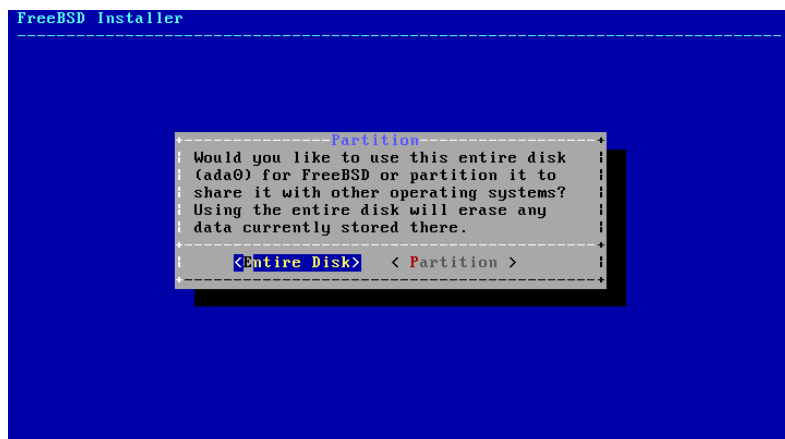 FreeBSD Installer
Partition
Would you like to use this entire disk
(ada0) for FreeBSD or partition it to
share it with other operating systems?
Using the entire disk will erase any
data currently stored there.
<Entire Disk> < Partition >